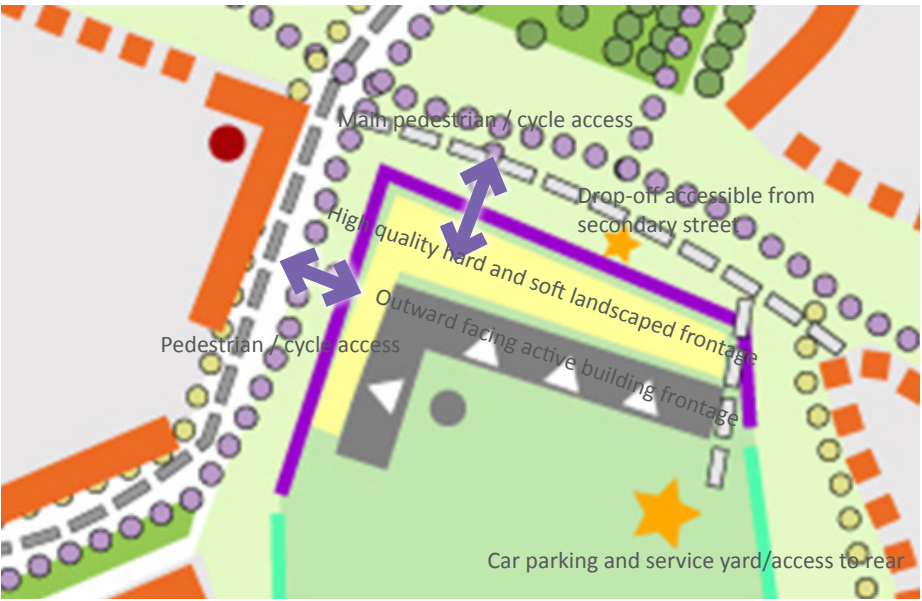 Main pedestrian / cycle access
Drop-off accessible from
secondary street
High quality hard and soft landscaped frontage
Outward facing active building frontage
Pedestrian / cycle access
Car parking and service yard/access to rear